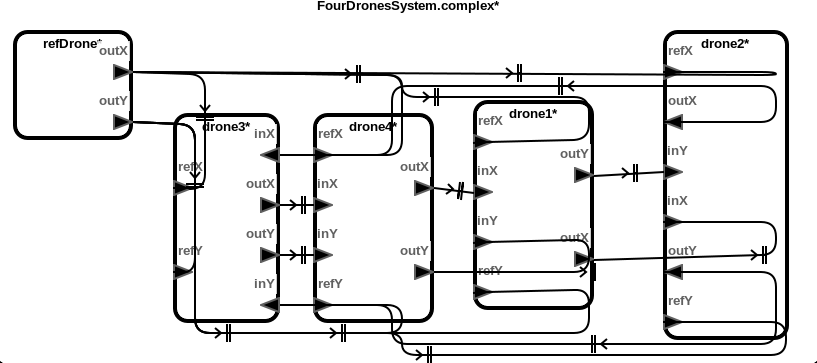 FourDronesSystem.complex*
refDrone*
outX
outY
drone3*
inX
refX
outX
outY
refY
inY
drone4*
refX
inX
outX
inY
outY
refY
drone1*
refX
outY
inX
inY
outX
refY
drone2*
refX
outX
inY
inX
outY
refY